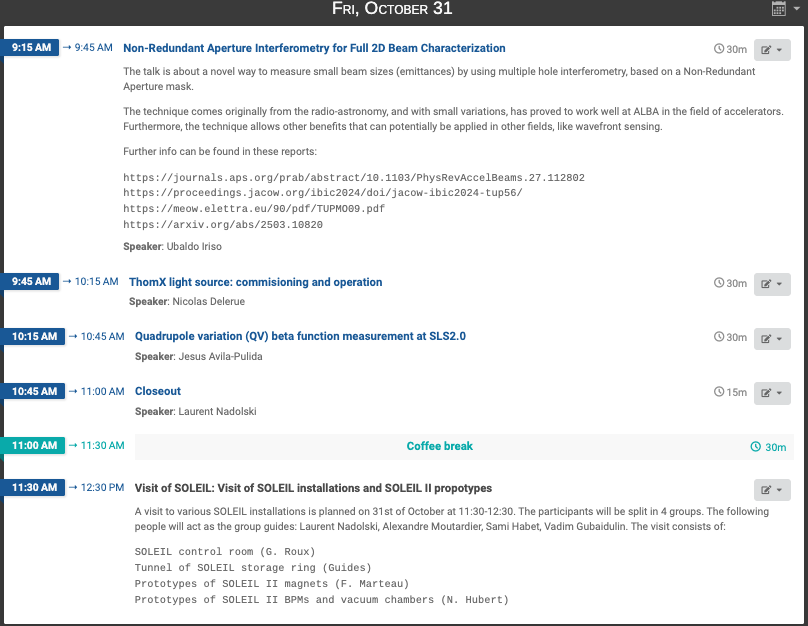 Fri, October 31
9:15 AM → 9:45 AM Non-Redundant Aperture Interferometry for Full 2D Beam Characterization 30m
The talk is about a novel way to measure small beam sizes (emittances) by using multiple hole interferometry, based on a Non-Redundant
Aperture mask.
The technique comes originally from the radio-astronomy, and with small variations, has proved to work well at ALBA in the field of accelerators.
Furthermore, the technique allows other benefits that can potentially be applied in other fields, like wavefront sensing.
Further info can be found in these reports:
https://journals.aps.org/prab/abstract/10.1103/PhysRevAccelBeams.27.112802
https://proceedings.jacow.org/ibic2024/doi/jacow-ibic2024-tup56/
https://meow.elettra.eu/90/pdf/TUPMO09.pdf
https://arxiv.org/abs/2503.10820
Speaker: Ubaldo Iriso
9:45 AM → 10:15 AM ThomX light source: commisioning and operation 30m
Speaker: Nicolas Delerue
10:15 AM → 10:45 AM Quadrupole variation (QV) beta function measurement at SLS2.0 30m
Speaker: Jesus Avila-Pulida
10:45 AM → 11:00 AM Closeout 15m
Speaker: Laurent Nadolski
11:00 AM → 11:30 AM Coffee break 30m
11:30 AM → 12:30 PM Visit of SOLEIL: Visit of SOLEIL installations and SOLEIL II propotypes
A visit to various SOLEIL installations is planned on 31st of October at 11:30-12:30. The participants will be split in 4 groups. The following
people will act as the group guides: Laurent Nadolski, Alexandre Moutardier, Sami Habet, Vadim Gubaidulin. The visit consists of:
SOLEIL control room (G. Roux)
Tunnel of SOLEIL storage ring (Guides)
Prototypes of SOLEIL II magnets (F. Marteau)
Prototypes of SOLEIL II BPMs and vacuum chambers (N. Hubert)